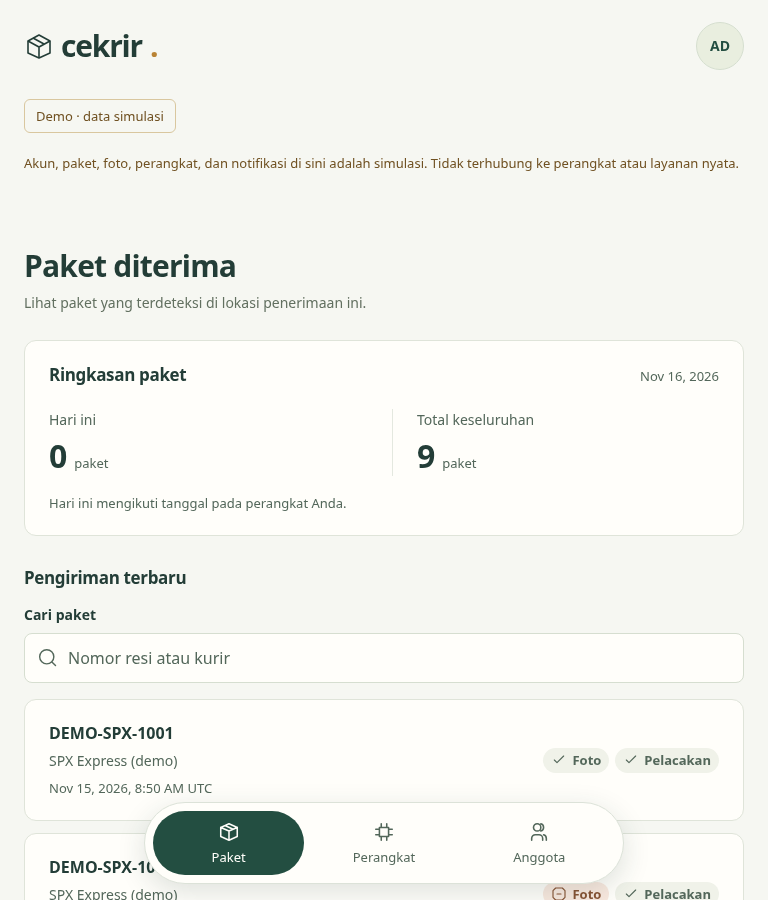 cekrir .
AD
Demo · data simulasi
Akun, paket, foto, perangkat, dan notifikasi di sini adalah simulasi. Tidak terhubung ke perangkat atau layanan nyata.
Paket diterima
Lihat paket yang terdeteksi di lokasi penerimaan ini.
Ringkasan paket
Nov 16, 2026
Hari ini
0 paket
Total keseluruhan
9 paket
Hari ini mengikuti tanggal pada perangkat Anda.
Pengiriman terbaru
Cari paket
Nomor resi atau kurir
DEMO-SPX-1001
SPX Express (demo)
Nov 15, 2026, 8:50 AM UTC
Foto
Pelacakan
DEMO-SPX-10
SPX Express (demo)
Foto
Pelacakan
Paket
Perangkat
Anggota